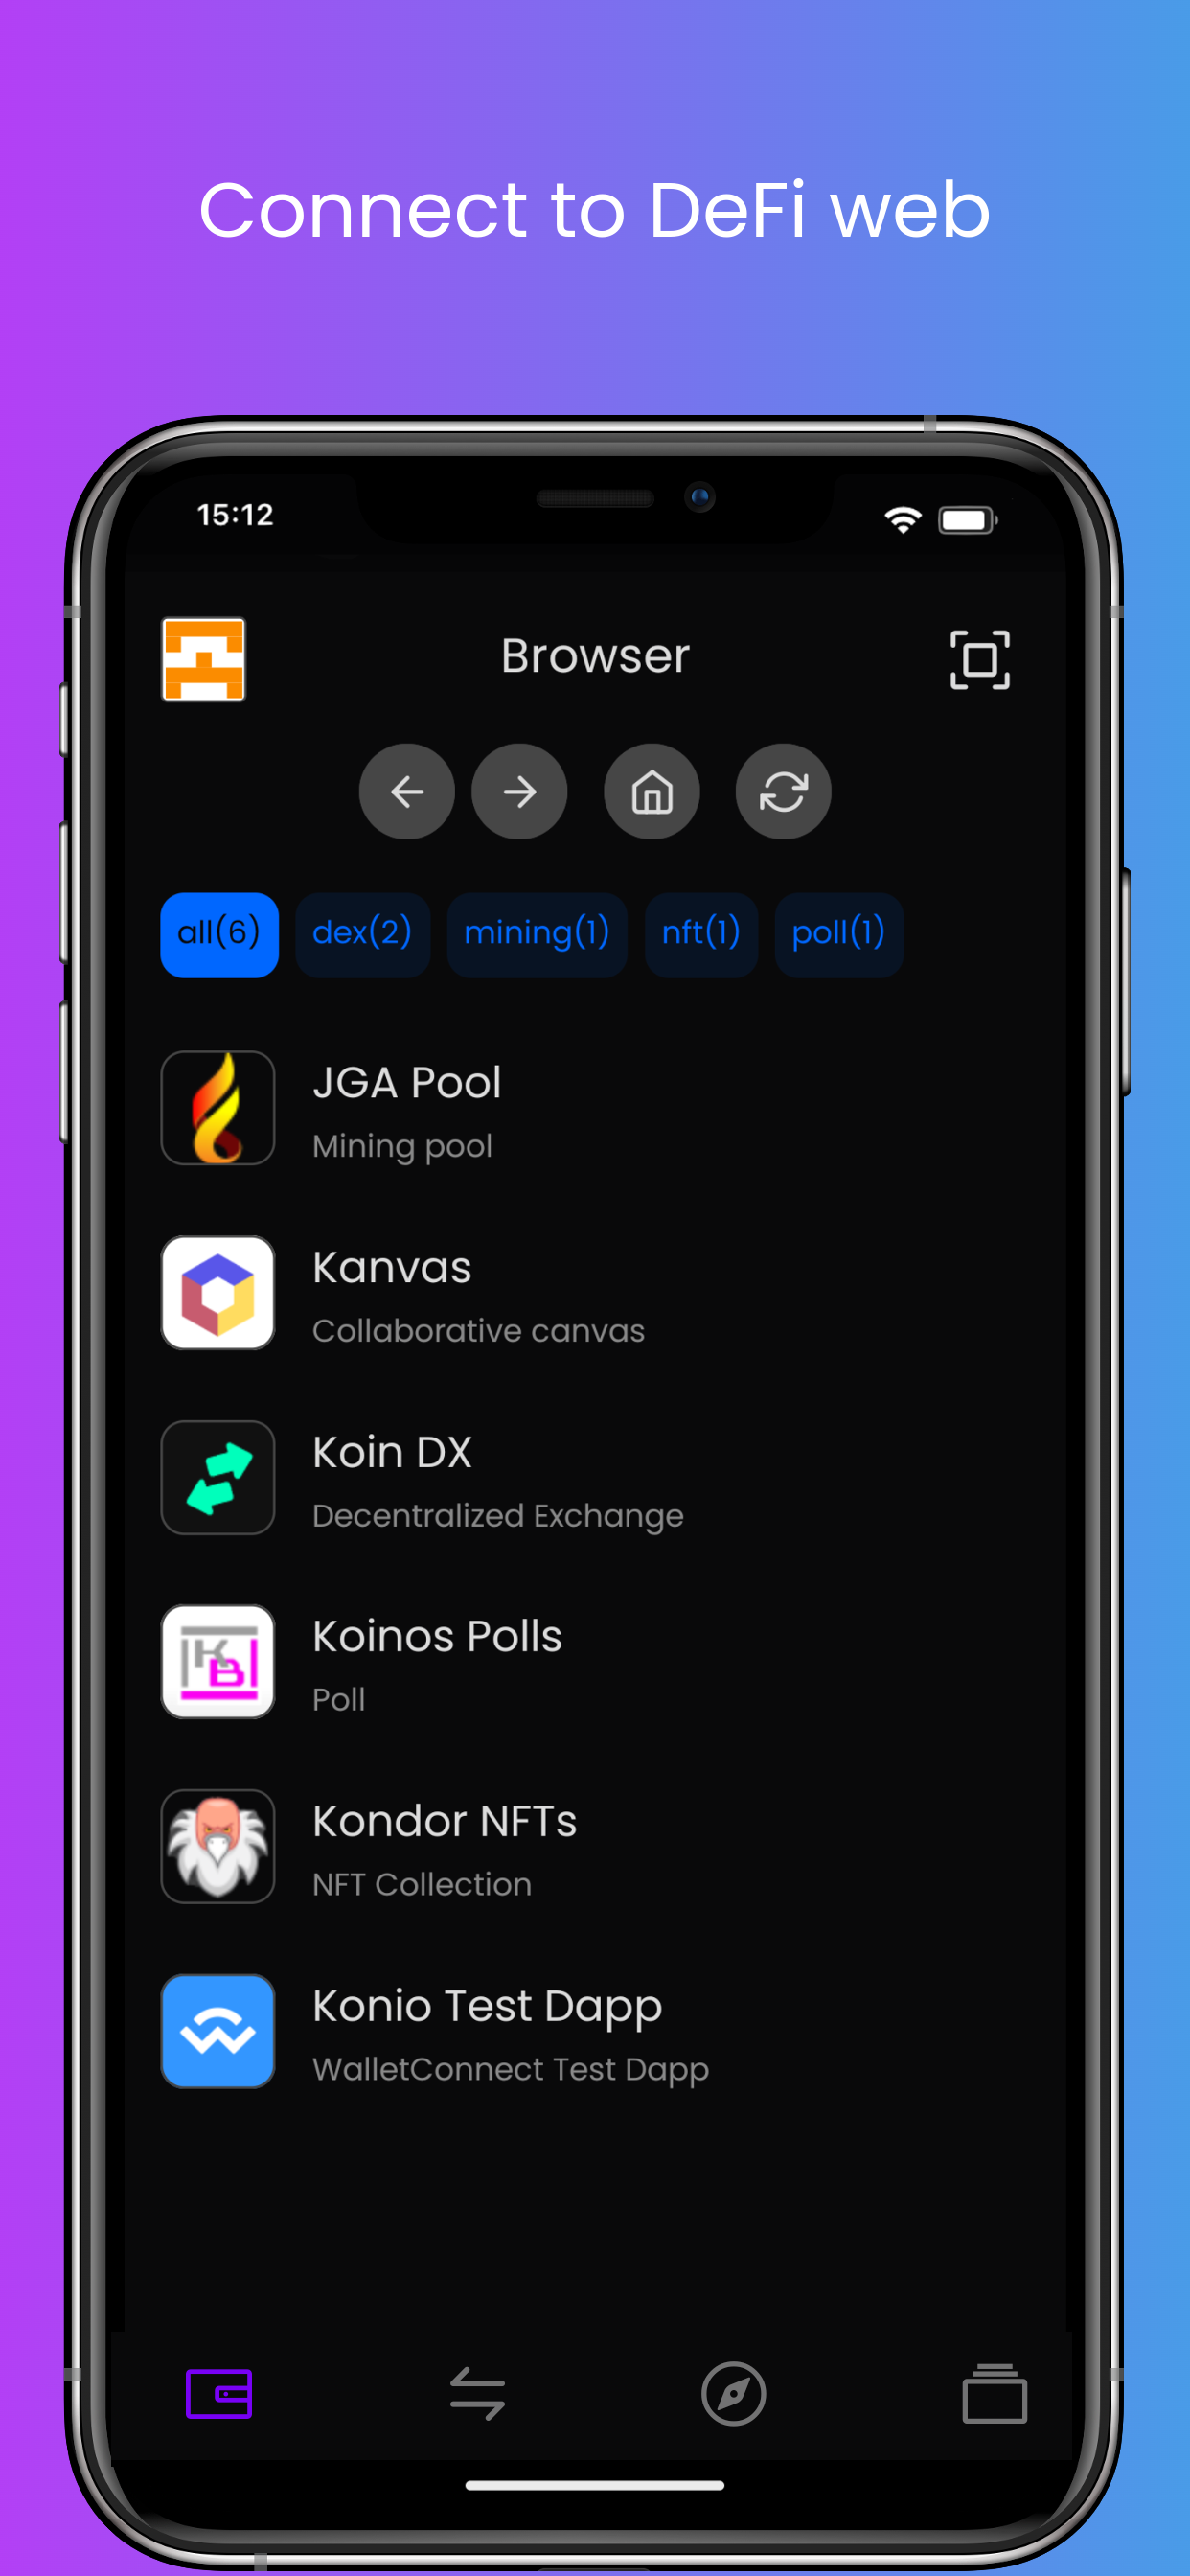 Connect to DeFi web
15:12
Browser
all(6) dex(2) mining(1) nft(1) poll(1)
JGA Pool
Mining pool
Kanvas
Collaborative canvas
Koin DX
Decentralized Exchange
KB
Koinos Polls
Poll
Kondor NFTs
NFT Collection
Konio Test Dapp
WalletConnect Test Dapp